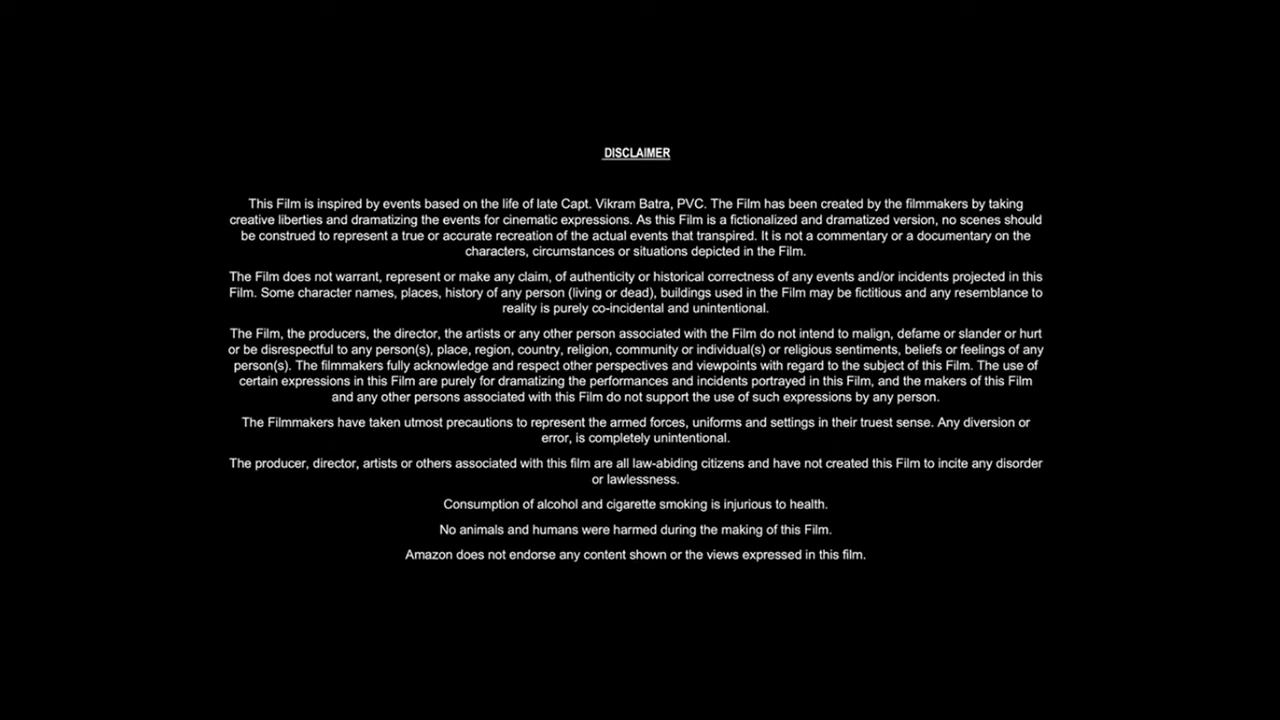 DISCLAIMER
This Film is inspired by events based on the life of late Capt. Vikram Batra, PVC. The Film has been created by the filmmakers by taking
creative liberties and dramatizing the events for cinematic expressions. As this Film is a fictionalized and dramatized version, no scenes should
be construed to represent a true or accurate recreation of the actual events that transpired. It is not a commentary or a documentary on the
characters, circumstances or situations depicted in the Film.
The Film does not warrant, represent or make any claim, of authenticity or historical correctness of any events and/or incidents projected in this
Film. Some character names, places, history of any person (living or dead), buildings used in the Film may be fictitious and any resemblance to
reality is purely co-incidental and unintentional.
The Film, the producers, the director, the artists or any other person associated with the Film do not intend to malign, defame or slander or hurt
or be disrespectful to any person(s), place, region, country, religion, community or individual(s) or religious sentiments, beliefs or feelings of any
person(s). The filmmakers fully acknowledge and respect other perspectives and viewpoints with regard to the subject of this Film. The use of
certain expressions in this Film are purely for dramatizing the performances and incidents portrayed in this Film, and the makers of this Film
and any other persons associated with this Film do not support the use of such expressions by any person.
The Filmmakers have taken utmost precautions to represent the armed forces, uniforms and settings in their truest sense. Any diversion or
error, is completely unintentional.
The producer, director, artists or others associated with this film are all law-abiding citizens and have not created this Film to incite any disorder
or lawlessness.
Consumption of alcohol and cigarette smoking is injurious to health.
No animals and humans were harmed during the making of this Film.
Amazon does not endorse any content shown or the views expressed in this film.